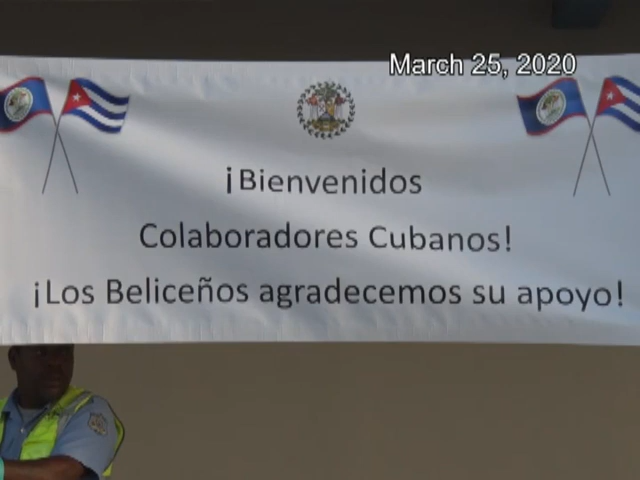 March 25, 2020
¡Bienvenidos
Colaboradores Cubanos!
¡Los Beliceños agradecemos su apoyo!